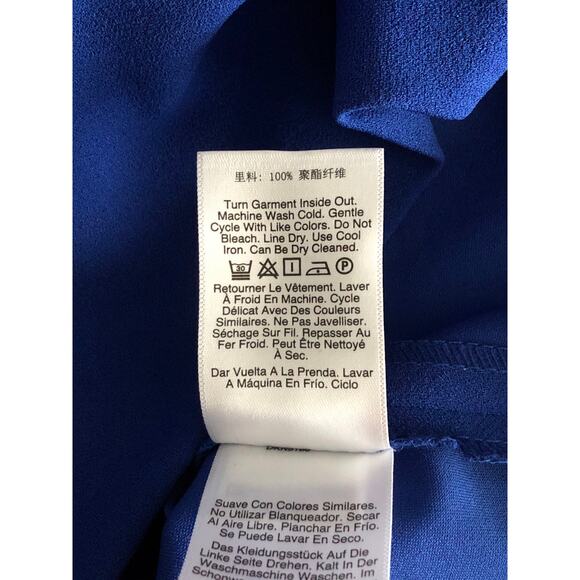 里料: 100% 聚酯纤维
Turn Garment Inside Out.
Machine Wash Cold. Gentle
Cycle With Like Colors. Do Not
Bleach. Line Dry. Use Cool
Iron. Can Be Dry Cleaned.
30 P
Retourner Le Vêtement. Laver
À Froid En Machine. Cycle
Délicat Avec Des Couleurs
Similaires. Ne Pas Javelliser.
Séchage Sur Fil. Repasser Au
Fer Froid. Peut Être Nettoyé
À Sec.
Dar Vuelta A La Prenda. Lavar
A Máquina En Frío. Ciclo
Suave Con Colores Similares.
No Utilizar Blanqueador. Secar
Al Aire Libre. Planchar En Frío.
Se Puede Lavar En Seco.
Das Kleidungsstück Auf Die
Linke Seite Drehen, Kalt In Der
Waschmaschine Waschen. Im